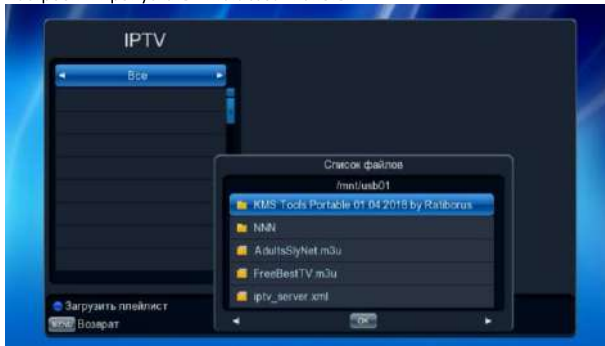 IPTV
Все
Список файлов
/mnt/usb01
KMS Tools Portable 01.04.2018 by Ratiborus
NNN
AdultsSlyNet.m3u
FreeBestTV.m3u
iptv_server.xml
OK
Загрузить плейлист
MENU Возврат